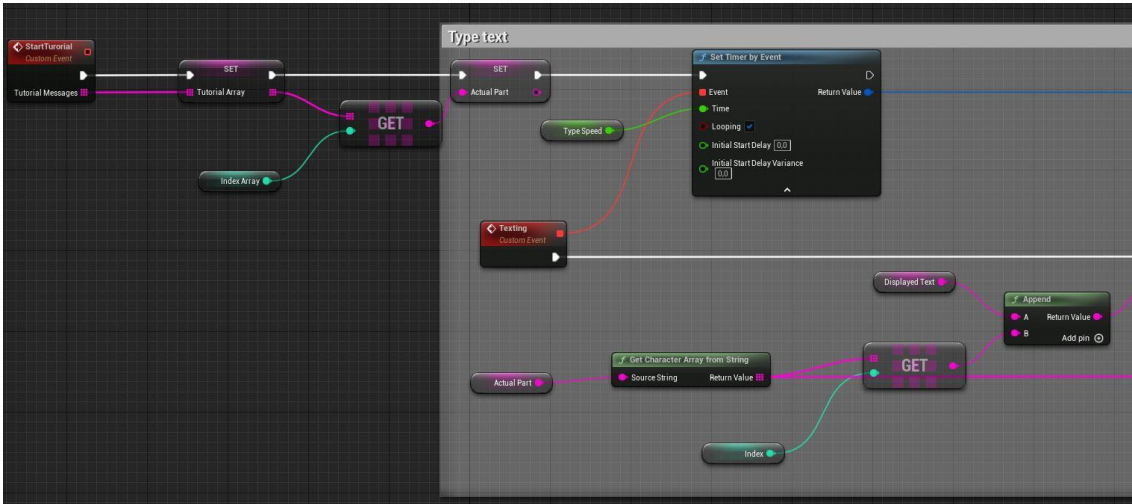 Type text
StartTurorial
Custom Event
Tutorial Messages
SET
Tutorial Array
GET
Index Array
SET
Actual Part
Type Speed
Set Timer by Event
Event
Return Value
Time
Looping
Initial Start Delay 0,0
Initial Start Delay Variance
0,0
Texting
Custom Event
Displayed Text
Append
A
Return Value
B
Add pin
Get Character Array from String
Source String
Return Value
GET
Actual Part
Index